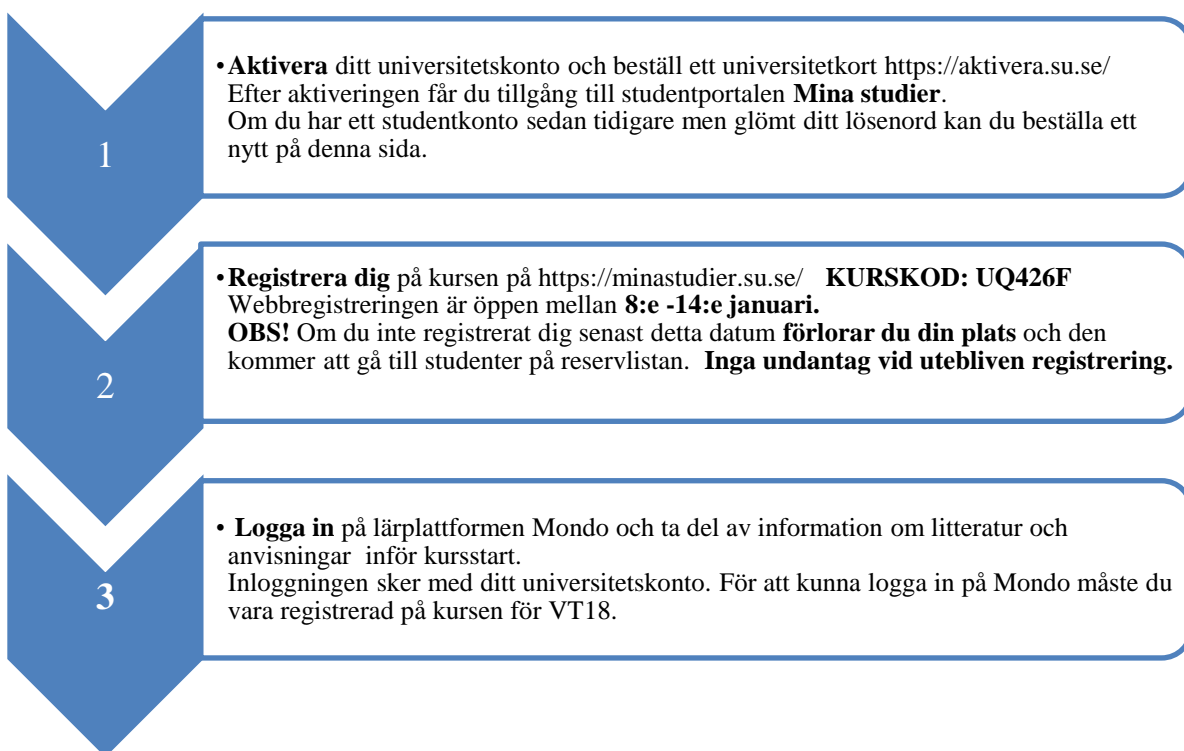 1
•Aktivera ditt universitetskonto och beställ ett universitetkort https://aktivera.su.se/
Efter aktiveringen får du tillgång till studentportalen Mina studier.
Om du har ett studentkonto sedan tidigare men glömt ditt lösenord kan du beställa ett
nytt på denna sida.
2
•Registrera dig på kursen på https://minastudier.su.se/ KURSKOD: UQ426F
Webbregistreringen är öppen mellan 8:e -14:e januari.
OBS! Om du inte registrerat dig senast detta datum förlorar du din plats och den
kommer att gå till studenter på reservlistan. Inga undantag vid utebliven registrering.
3
• Logga in på lärplattformen Mondo och ta del av information om litteratur och
anvisningar inför kursstart.
Inloggningen sker med ditt universitetskonto. För att kunna logga in på Mondo måste du
vara registrerad på kursen för VT18.